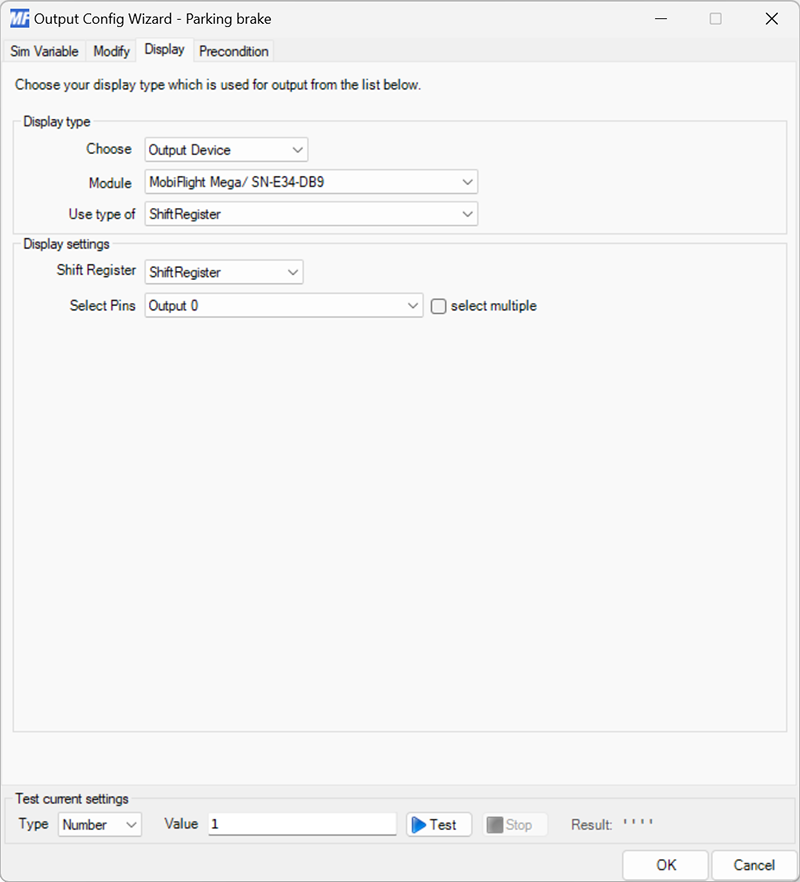 MF Output Config Wizard - Parking brake
Sim Variable Modify Display Precondition
Choose your display type which is used for output from the list below.
Display type
Choose Output Device
Module MobiFlight Mega/ SN-E34-DB9
Use type of ShiftRegister
Display settings
Shift Register ShiftRegister
Select Pins Output 0 select multiple
Test current settings
Type Number Value 1 Test Stop Result: ' ' ' '
OK Cancel